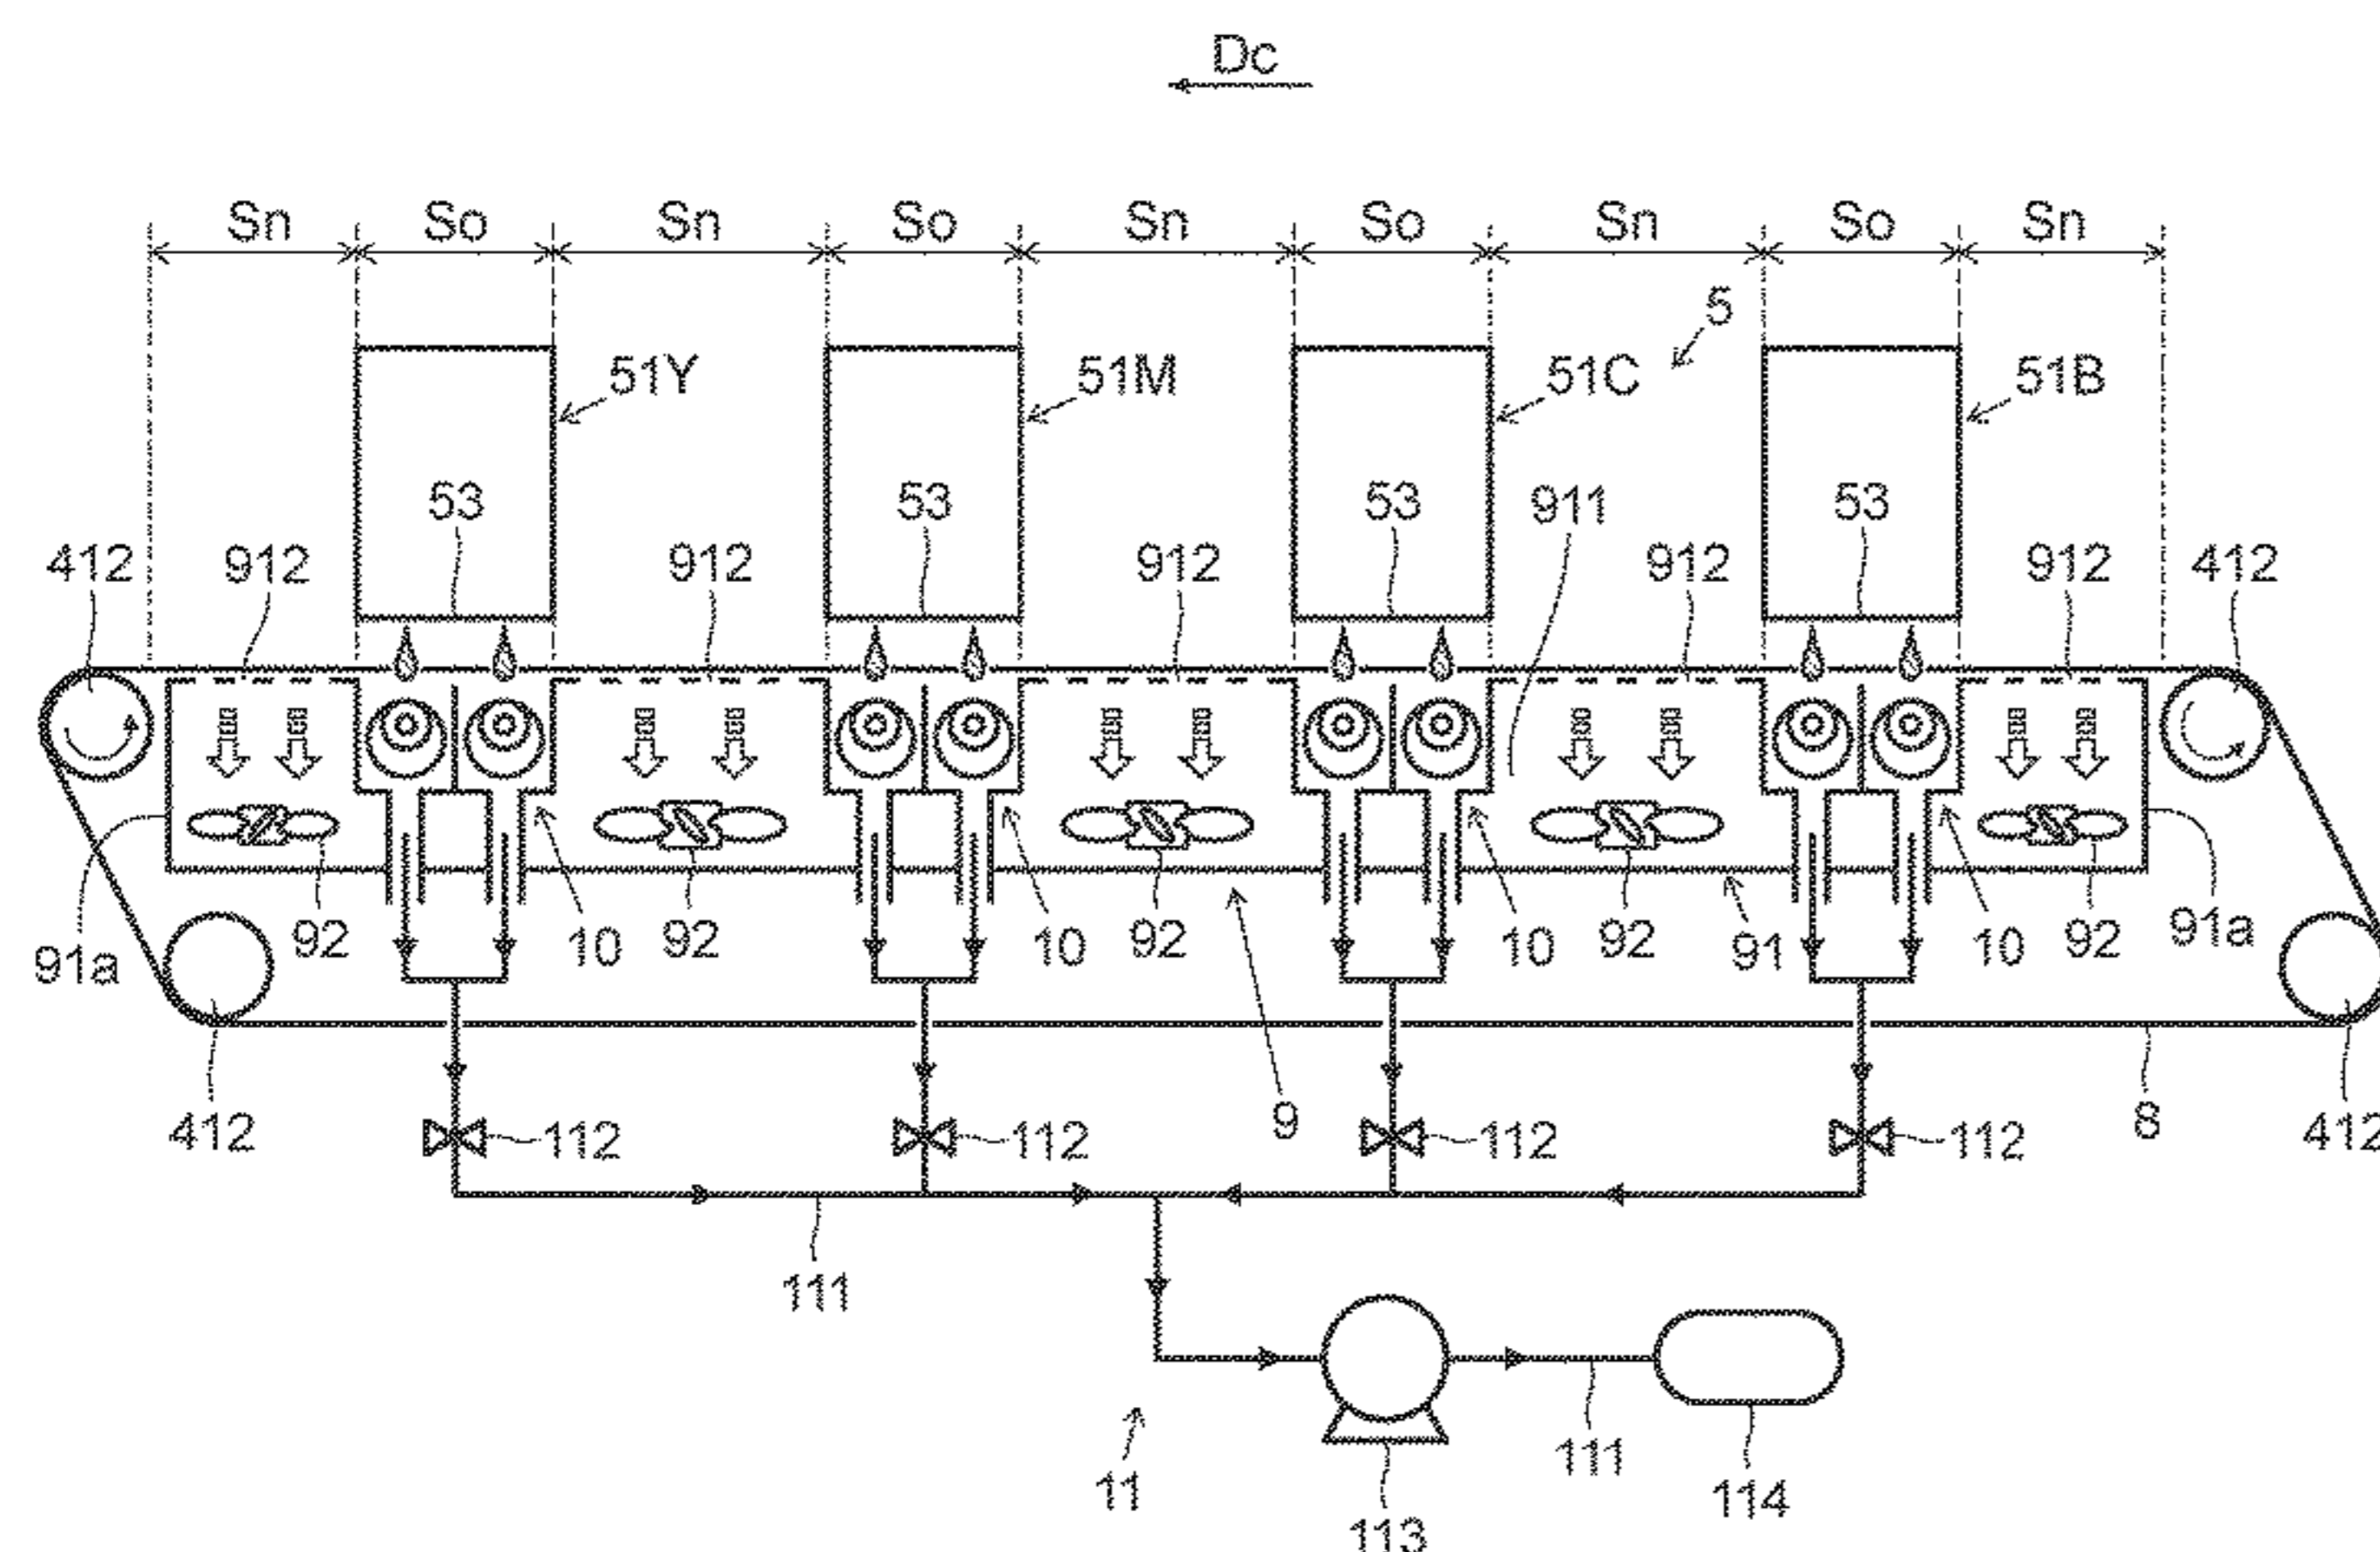 Dc
Sn So Sn So Sn So Sn So Sn
5
51Y 51M 51C 51B
53 53 53 911 53
412 912 912 912 912 912 412
91a 92 10 92 10 92 10 92 91 10 92 91a
412 112 112 9 112 112 8 412
111
11 113 111 114